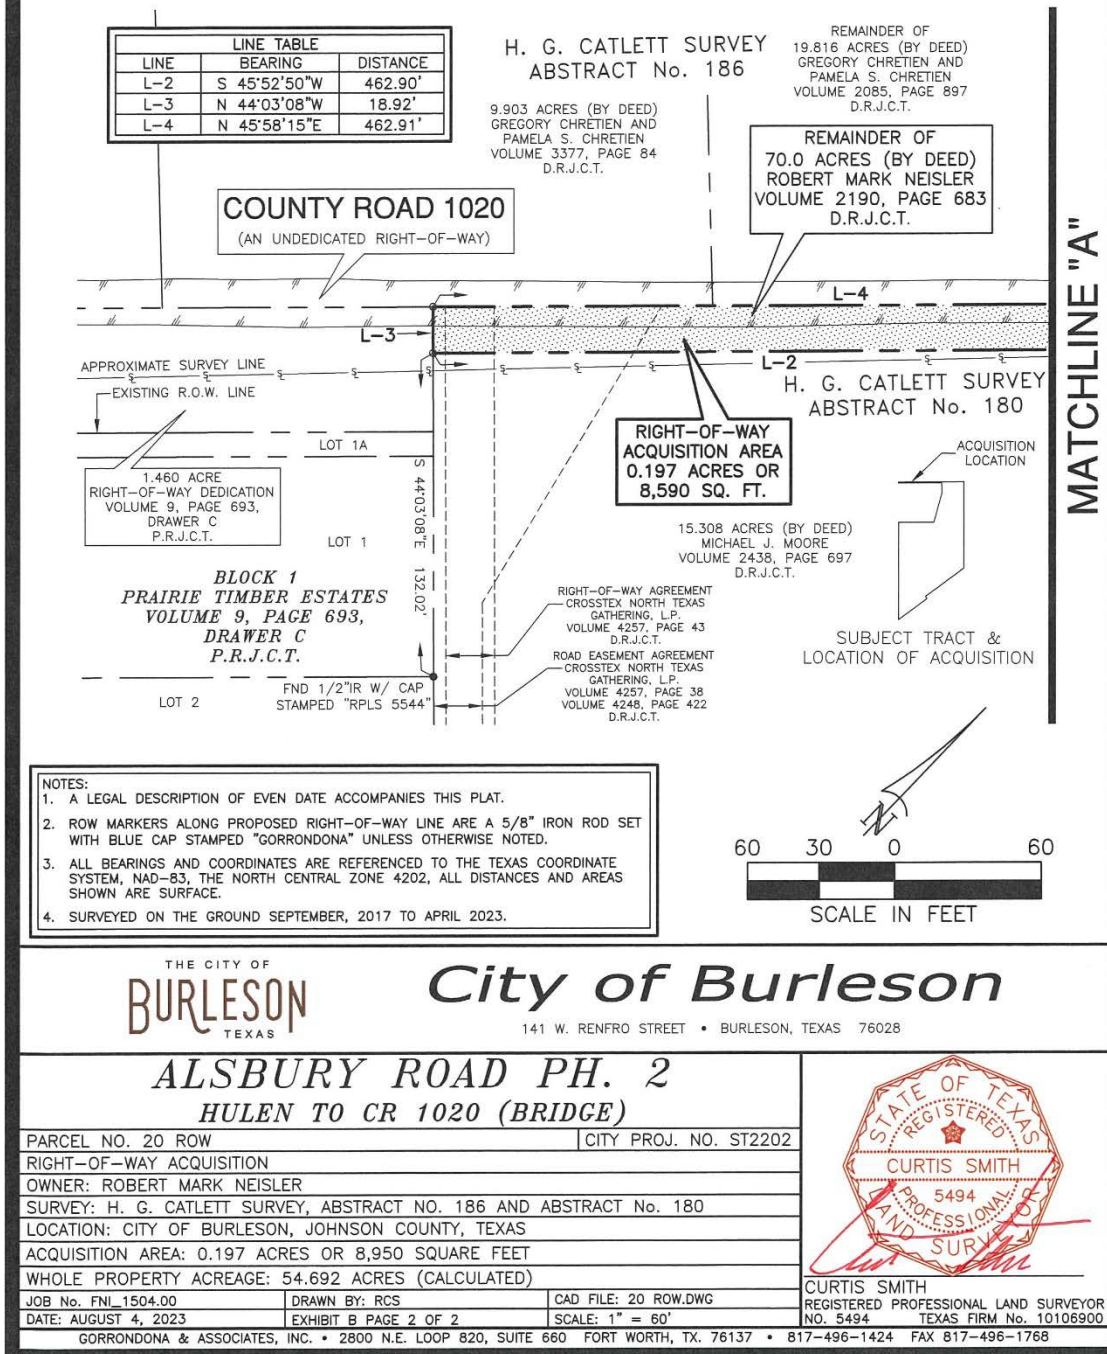 LINE TABLE
LINE BEARING DISTANCE
L-2 S 45°52'50"W 462.90'
L-3 N 44°03'08"W 18.92'
L-4 N 45°58'15"E 462.91'
H. G. CATLETT SURVEY
ABSTRACT No. 186
REMAINDER OF
19.816 ACRES (BY DEED)
GREGORY CHRETIEN AND
PAMELA S. CHRETIEN
VOLUME 2085, PAGE 897
D.R.J.C.T.
9.903 ACRES (BY DEED)
GREGORY CHRETIEN AND
PAMELA S. CHRETIEN
VOLUME 3377, PAGE 84
D.R.J.C.T.
REMAINDER OF
70.0 ACRES (BY DEED)
ROBERT MARK NEISLER
VOLUME 2190, PAGE 683
D.R.J.C.T.
COUNTY ROAD 1020
(AN UNDEDICATED RIGHT-OF-WAY)
MATCHLINE "A"
L-4
L-3
L-2
APPROXIMATE SURVEY LINE
EXISTING R.O.W. LINE
H. G. CATLETT SURVEY
ABSTRACT No. 180
LOT 1A
RIGHT-OF-WAY
ACQUISITION AREA
0.197 ACRES OR
8,590 SQ. FT.
ACQUISITION
LOCATION
1.460 ACRE
RIGHT-OF-WAY DEDICATION
VOLUME 9, PAGE 693,
DRAWER C
P.R.J.C.T.
LOT 1
S 44°03'08"E 132.02'
15.308 ACRES (BY DEED)
MICHAEL J. MOORE
VOLUME 2438, PAGE 697
D.R.J.C.T.
BLOCK 1
PRAIRIE TIMBER ESTATES
VOLUME 9, PAGE 693,
DRAWER C
P.R.J.C.T.
RIGHT-OF-WAY AGREEMENT
CROSSTEX NORTH TEXAS
GATHERING, L.P.
VOLUME 4257, PAGE 43
D.R.J.C.T.
ROAD EASEMENT AGREEMENT
CROSSTEX NORTH TEXAS
GATHERING, L.P.
VOLUME 4257, PAGE 38
VOLUME 4248, PAGE 422
D.R.J.C.T.
SUBJECT TRACT &
LOCATION OF ACQUISITION
LOT 2
FND 1/2"IR W/ CAP
STAMPED "RPLS 5544"
NOTES:
1. A LEGAL DESCRIPTION OF EVEN DATE ACCOMPANIES THIS PLAT.
2. ROW MARKERS ALONG PROPOSED RIGHT-OF-WAY LINE ARE A 5/8" IRON ROD SET
WITH BLUE CAP STAMPED "GORRONDONA" UNLESS OTHERWISE NOTED.
3. ALL BEARINGS AND COORDINATES ARE REFERENCED TO THE TEXAS COORDINATE
SYSTEM, NAD-83, THE NORTH CENTRAL ZONE 4202, ALL DISTANCES AND AREAS
SHOWN ARE SURFACE.
4. SURVEYED ON THE GROUND SEPTEMBER, 2017 TO APRIL 2023.
N
60 30 0 60
SCALE IN FEET
THE CITY OF
BURLESON
TEXAS
City of Burleson
141 W. RENFRO STREET • BURLESON, TEXAS 76028
ALSBURY ROAD PH. 2
HULEN TO CR 1020 (BRIDGE)
PARCEL NO. 20 ROW CITY PROJ. NO. ST2202
RIGHT-OF-WAY ACQUISITION
OWNER: ROBERT MARK NEISLER
SURVEY: H. G. CATLETT SURVEY, ABSTRACT NO. 186 AND ABSTRACT No. 180
LOCATION: CITY OF BURLESON, JOHNSON COUNTY, TEXAS
ACQUISITION AREA: 0.197 ACRES OR 8,950 SQUARE FEET
WHOLE PROPERTY ACREAGE: 54.692 ACRES (CALCULATED)
JOB No. FNI_1504.00 DRAWN BY: RCS CAD FILE: 20 ROW.DWG
DATE: AUGUST 4, 2023 EXHIBIT B PAGE 2 OF 2 SCALE: 1" = 60'
STATE OF TEXAS
REGISTERED
CURTIS SMITH
5494
PROFESSIONAL
LAND SURVEYOR
CURTIS SMITH
REGISTERED PROFESSIONAL LAND SURVEYOR
NO. 5494 TEXAS FIRM No. 10106900
GORRONDONA & ASSOCIATES, INC. • 2800 N.E. LOOP 820, SUITE 660 FORT WORTH, TX. 76137 • 817-496-1424 FAX 817-496-1768